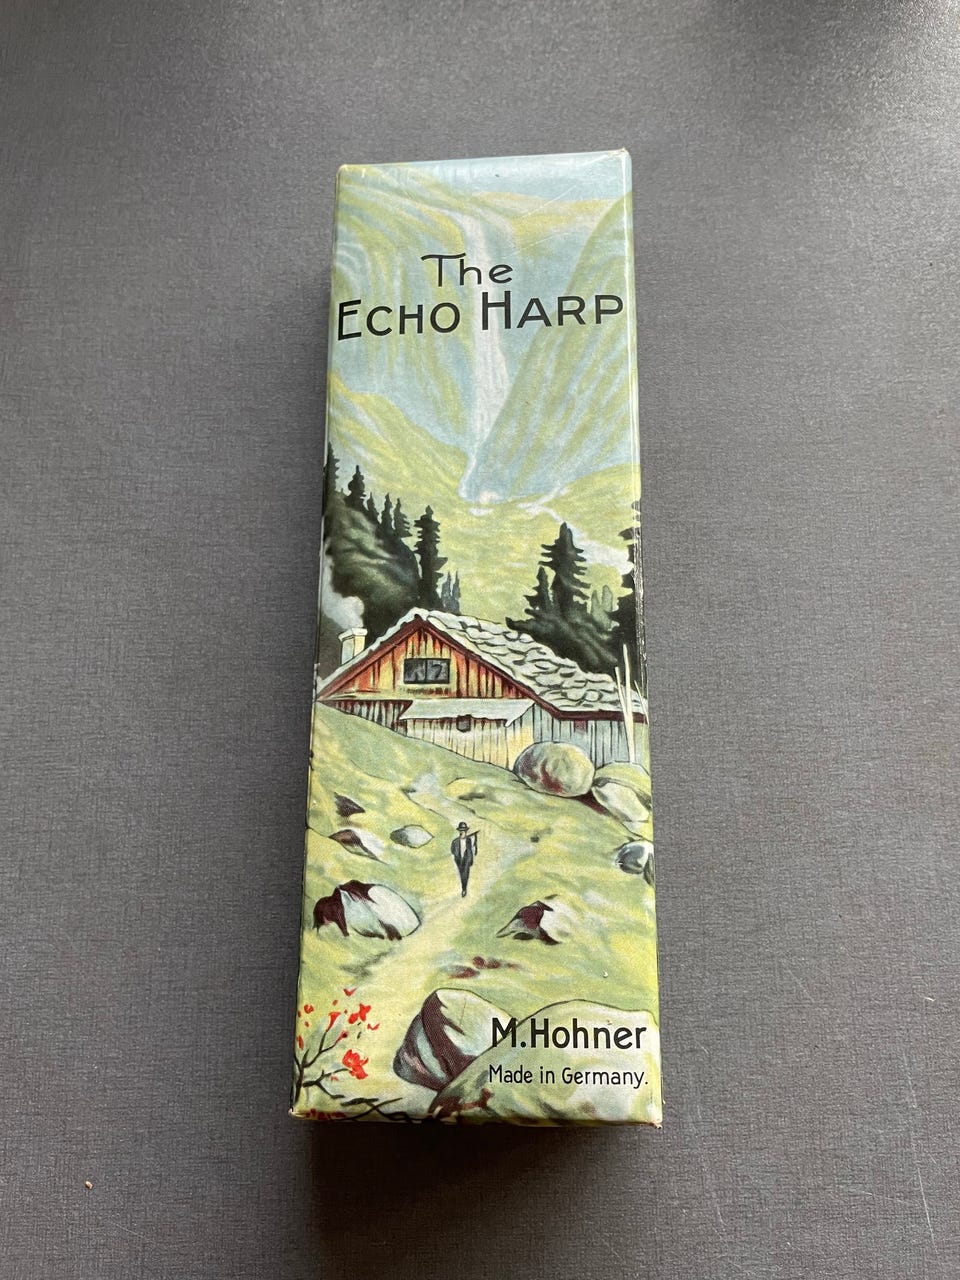 The
ECHO HARP
M. Hohner
Made in Germany.